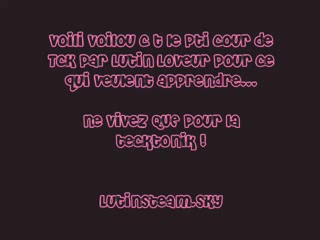 voili voilou c t le pti cour de
TCK par lutin loveur pour ce
qui veulent apprendre...
ne vivez que pour la
tecktonik !
lutinsteam.sky